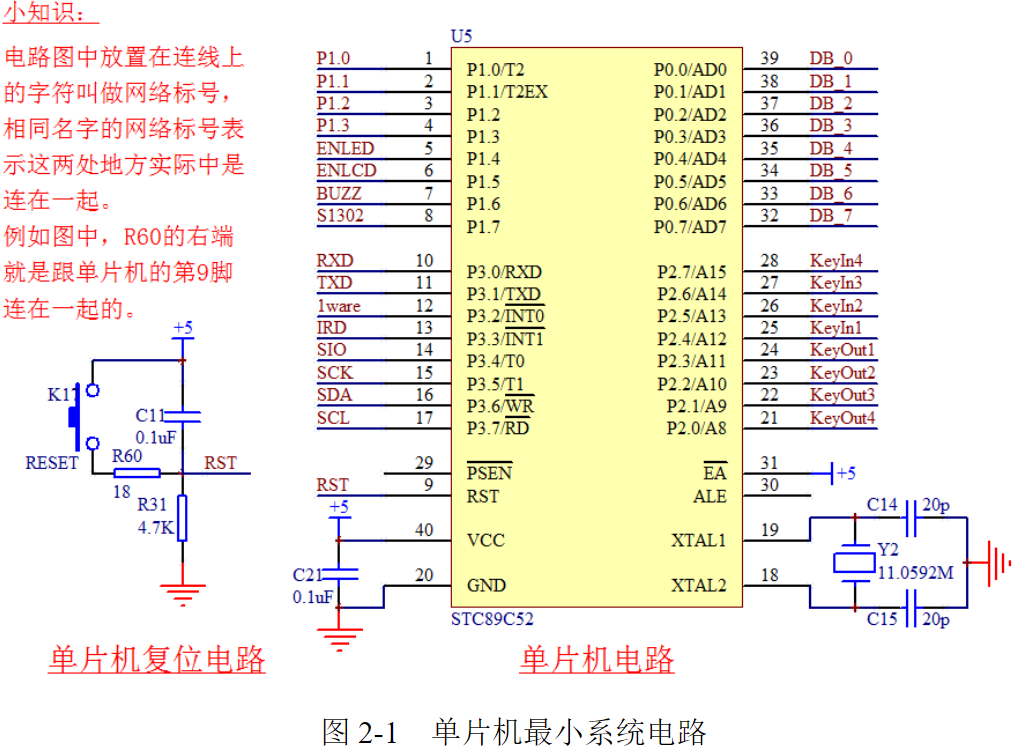 小知识：
电路图中放置在连线上
的字符叫做网络标号，
相同名字的网络标号表
示这两处地方实际中是
连在一起。
例如图中，R60的右端
就是跟单片机的第9脚
连在一起的。
+5
K17
C11
0.1uF
RESET
R60
18
RST
R31
4.7K
单片机复位电路
U5
P1.0 1 P1.0/T2 P0.0/AD0 39 DB_0
P1.1 2 P1.1/T2EX P0.1/AD1 38 DB_1
P1.2 3 P1.2 P0.2/AD2 37 DB_2
P1.3 4 P1.3 P0.3/AD3 36 DB_3
ENLED 5 P1.4 P0.4/AD4 35 DB_4
ENLCD 6 P1.5 P0.5/AD5 34 DB_5
BUZZ 7 P1.6 P0.6/AD6 33 DB_6
S1302 8 P1.7 P0.7/AD7 32 DB_7
RXD 10 P3.0/RXD P2.7/A15 28 KeyIn4
TXD 11 P3.1/TXD P2.6/A14 27 KeyIn3
1ware 12 P3.2/INT0 P2.5/A13 26 KeyIn2
IRD 13 P3.3/INT1 P2.4/A12 25 KeyIn1
SIO 14 P3.4/T0 P2.3/A11 24 KeyOut1
SCK 15 P3.5/T1 P2.2/A10 23 KeyOut2
SDA 16 P3.6/WR P2.1/A9 22 KeyOut3
SCL 17 P3.7/RD P2.0/A8 21 KeyOut4
29 PSEN EA 31 +5
RST 9 RST ALE 30
+5
40 VCC XTAL1 19
20 GND XTAL2 18
C21
0.1uF
C14 20p
Y2
11.0592M
C15 20p
STC89C52
单片机电路
图 2-1 单片机最小系统电路